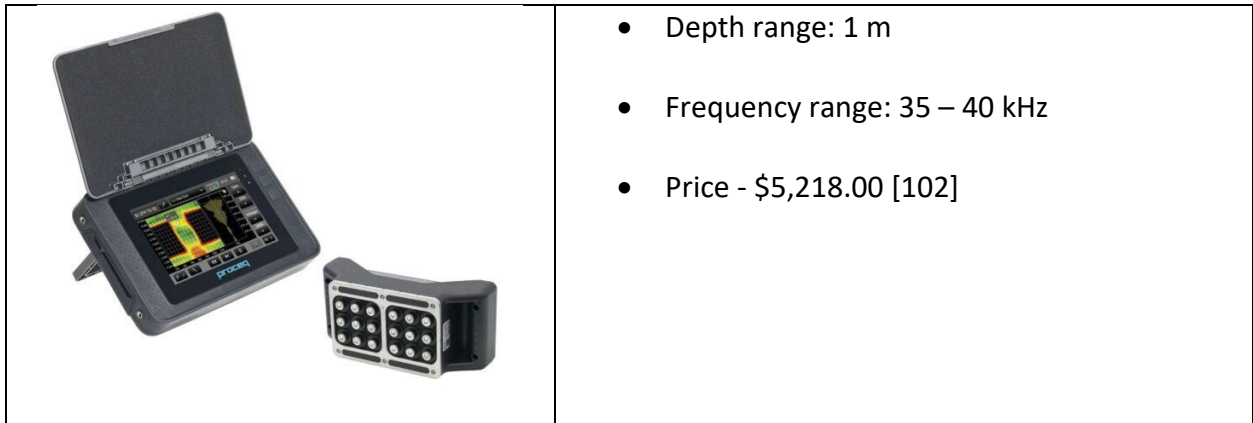 proceq
• Depth range: 1 m
• Frequency range: 35 – 40 kHz
• Price - $5,218.00 [102]